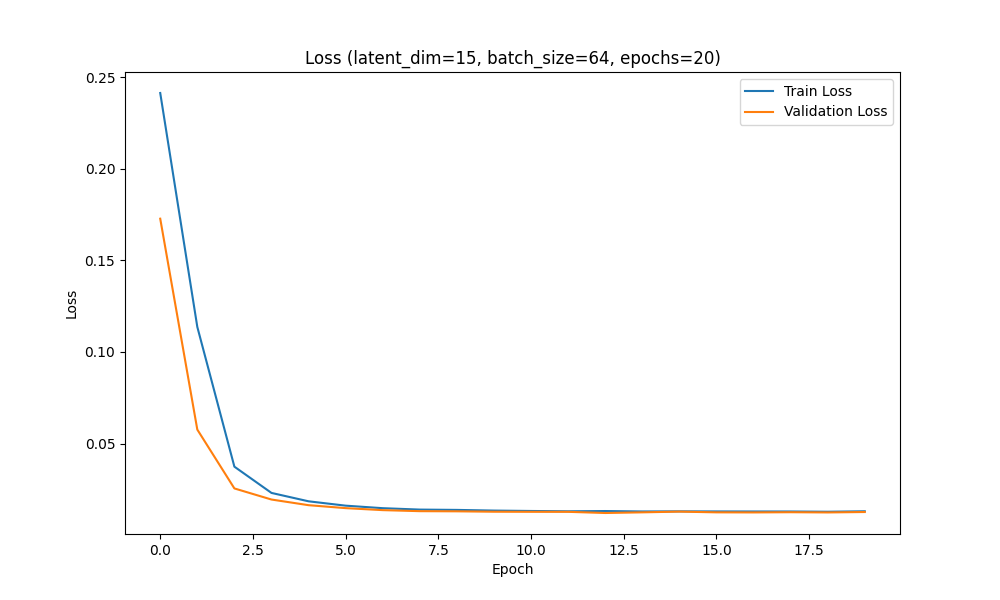 Loss (latent_dim=15, batch_size=64, epochs=20)
Train Loss
Validation Loss
0.25
0.20
0.15
0.10
0.05
Loss
0.0 2.5 5.0 7.5 10.0 12.5 15.0 17.5
Epoch